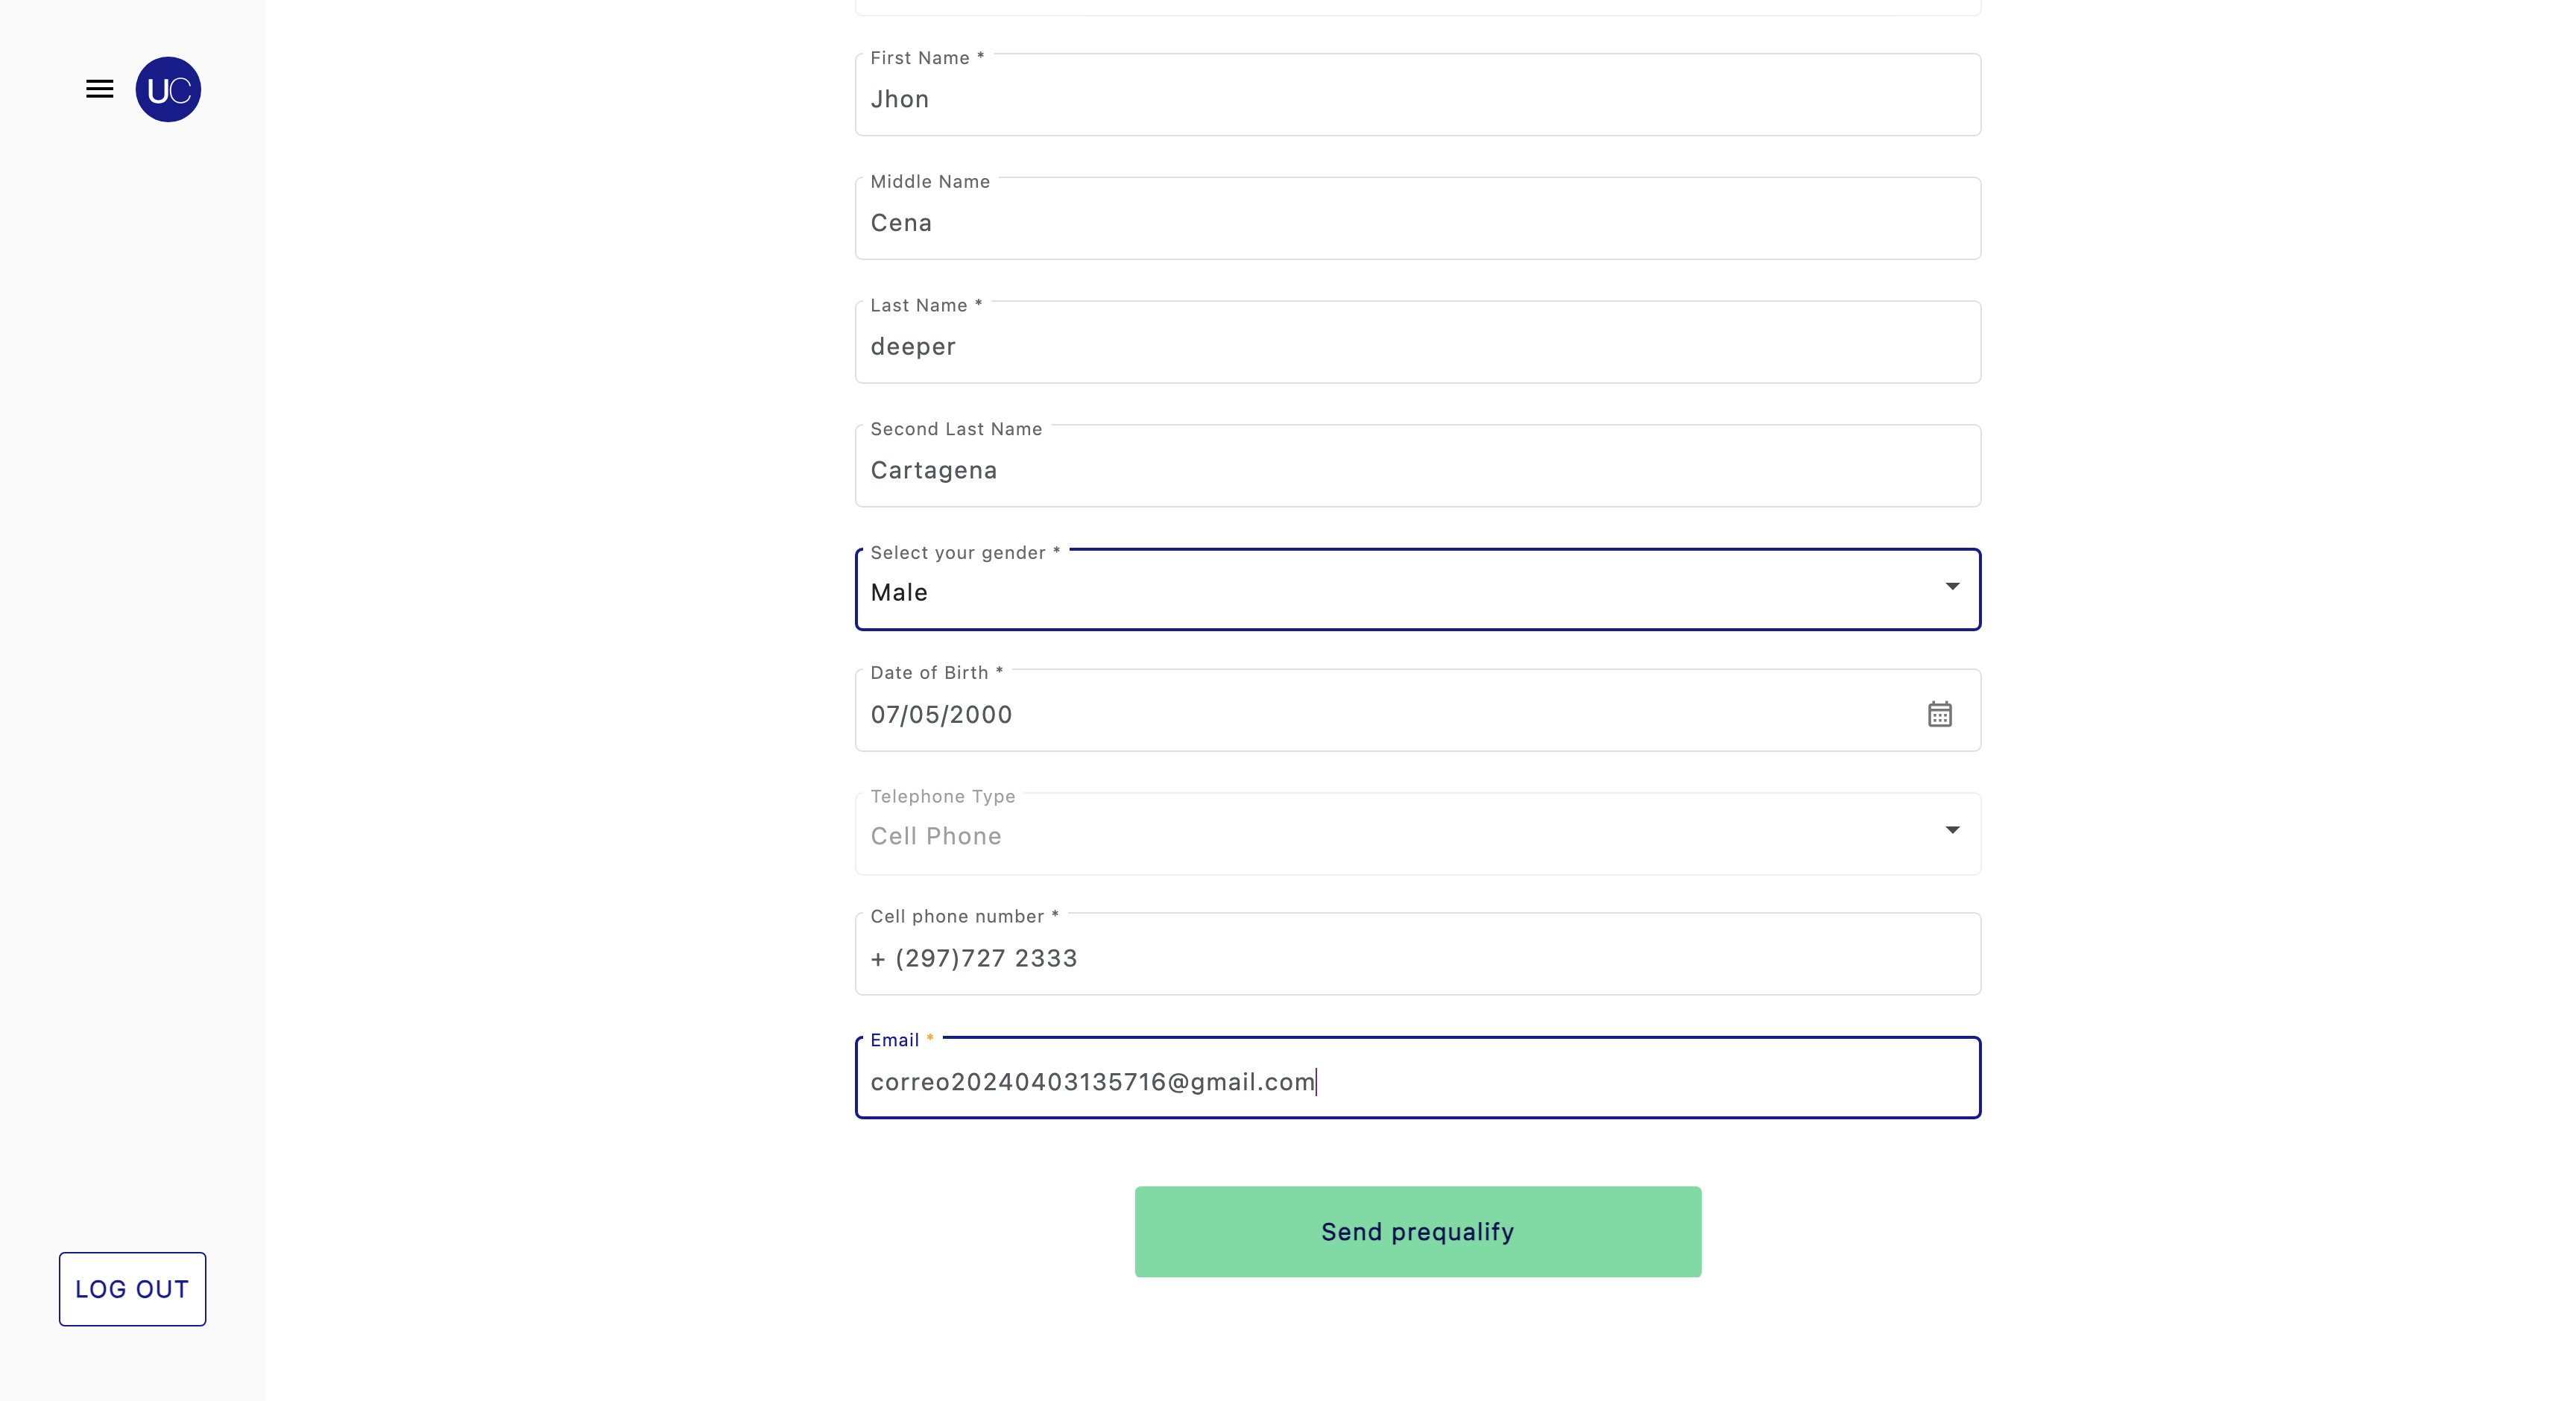 UC
First Name *
Jhon
Middle Name
Cena
Last Name *
deeper
Second Last Name
Cartagena
Select your gender *
Male
Date of Birth *
07/05/2000
Telephone Type
Cell Phone
Cell phone number *
+ (297)727 2333
Email *
correo20240403135716@gmail.com
Send prequalify
LOG OUT